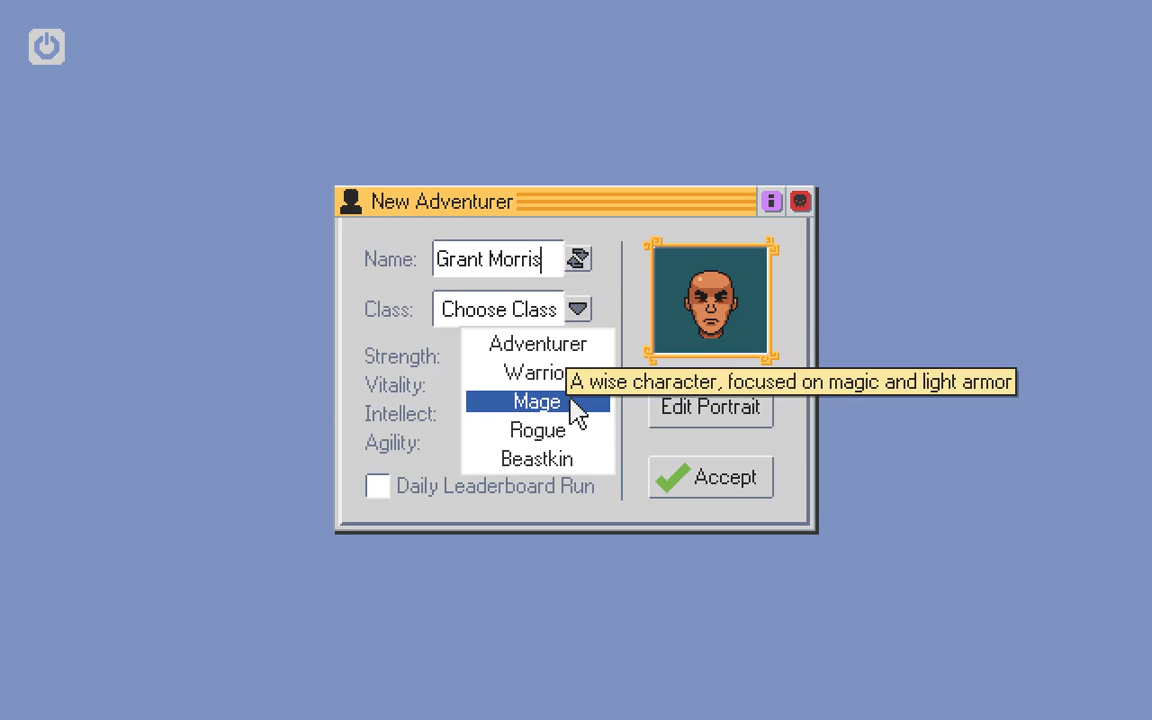 New Adventurer
Name: Grant Morris
Class: Choose Class
Adventurer
Warrio
Mage
Rogue
Beastkin
A wise character, focused on magic and light armor
Strength:
Vitality:
Intellect:
Agility:
Daily Leaderboard Run
Edit Portrait
Accept